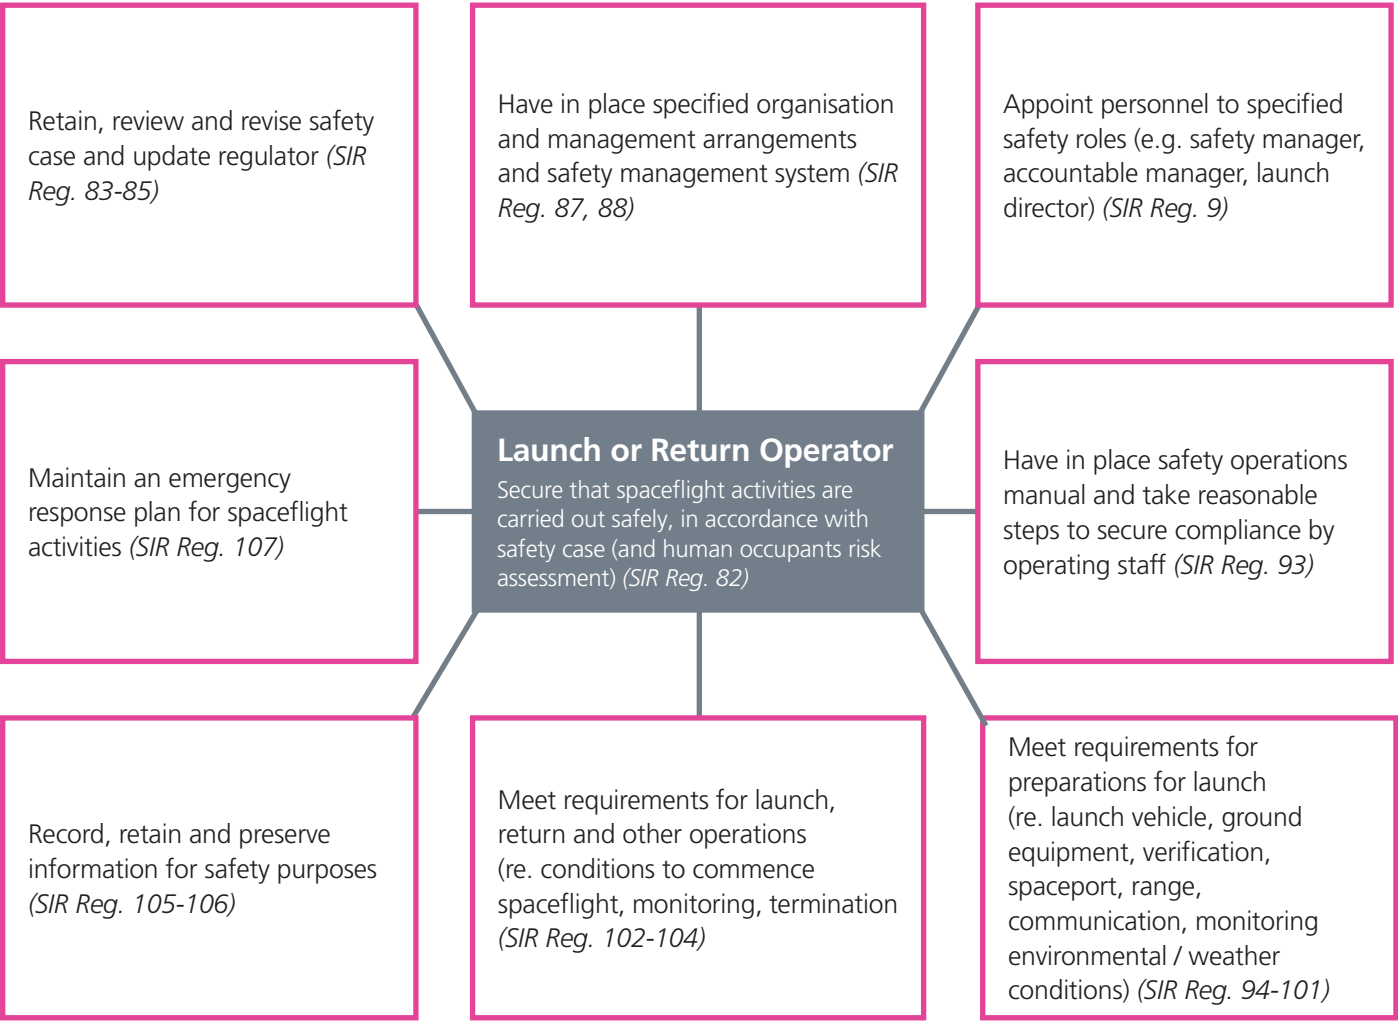 Retain, review and revise safety
case and update regulator (SIR
Reg. 83-85)
Have in place specified organisation
and management arrangements
and safety management system (SIR
Reg. 87, 88)
Appoint personnel to specified
safety roles (e.g. safety manager,
accountable manager, launch
director) (SIR Reg. 9)
Maintain an emergency
response plan for spaceflight
activities (SIR Reg. 107)
Launch or Return Operator
Secure that spaceflight activities are
carried out safely, in accordance with
safety case (and human occupants risk
assessment) (SIR Reg. 82)
Have in place safety operations
manual and take reasonable
steps to secure compliance by
operating staff (SIR Reg. 93)
Record, retain and preserve
information for safety purposes
(SIR Reg. 105-106)
Meet requirements for launch,
return and other operations
(re. conditions to commence
spaceflight, monitoring, termination
(SIR Reg. 102-104)
Meet requirements for
preparations for launch
(re. launch vehicle, ground
equipment, verification,
spaceport, range,
communication, monitoring
environmental / weather
conditions) (SIR Reg. 94-101)